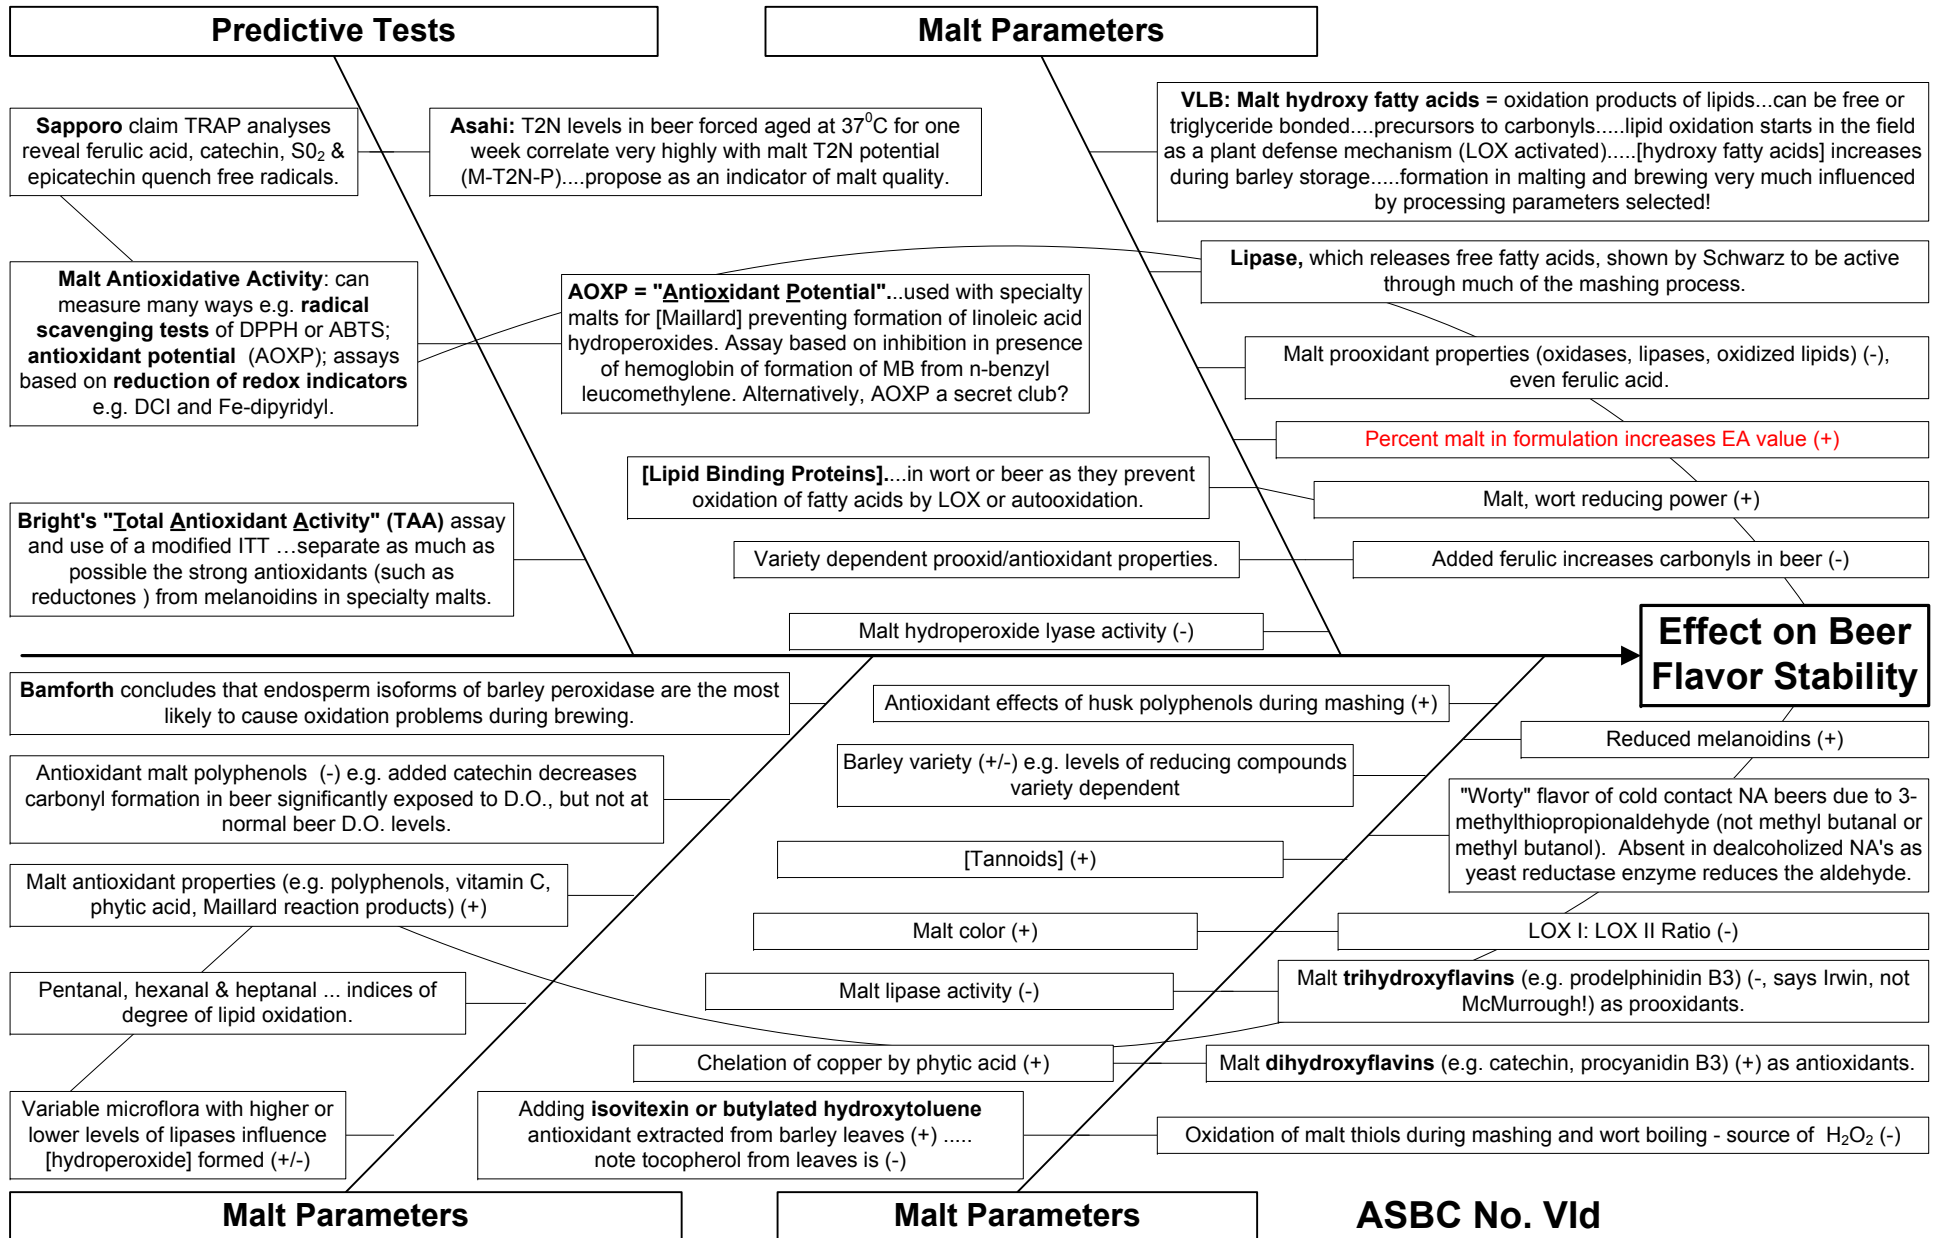 Predictive Tests
Malt Parameters
Sapporo claim TRAP analyses
reveal ferulic acid, catechin, S0₂ &
epicatechin quench free radicals.
Asahi: T2N levels in beer forced aged at 37⁰C for one
week correlate very highly with malt T2N potential
(M-T2N-P)....propose as an indicator of malt quality.
VLB: Malt hydroxy fatty acids = oxidation products of lipids...can be free or
triglyceride bonded....precursors to carbonyls.....lipid oxidation starts in the field
as a plant defense mechanism (LOX activated).....[hydroxy fatty acids] increases
during barley storage.....formation in malting and brewing very much influenced
by processing parameters selected!
Lipase, which releases free fatty acids, shown by Schwarz to be active
through much of the mashing process.
Malt Antioxidative Activity: can
measure many ways e.g. radical
scavenging tests of DPPH or ABTS;
antioxidant potential (AOXP); assays
based on reduction of redox indicators
e.g. DCI and Fe-dipyridyl.
AOXP = "Antioxidant Potential"....used with specialty
malts for [Maillard] preventing formation of linoleic acid
hydroperoxides. Assay based on inhibition in presence
of hemoglobin of formation of MB from n-benzyl
leucomethylene. Alternatively, AOXP a secret club?
Malt prooxidant properties (oxidases, lipases, oxidized lipids) (-),
even ferulic acid.
Percent malt in formulation increases EA value (+)
[Lipid Binding Proteins]....in wort or beer as they prevent
oxidation of fatty acids by LOX or autooxidation.
Malt, wort reducing power (+)
Bright's "Total Antioxidant Activity" (TAA) assay
and use of a modified ITT ...separate as much as
possible the strong antioxidants (such as
reductones ) from melanoidins in specialty malts.
Variety dependent prooxid/antioxidant properties.
Added ferulic increases carbonyls in beer (-)
Malt hydroperoxide lyase activity (-)
Effect on Beer
Flavor Stability
Bamforth concludes that endosperm isoforms of barley peroxidase are the most
likely to cause oxidation problems during brewing.
Antioxidant effects of husk polyphenols during mashing (+)
Reduced melanoidins (+)
Antioxidant malt polyphenols (-) e.g. added catechin decreases
carbonyl formation in beer significantly exposed to D.O., but not at
normal beer D.O. levels.
Barley variety (+/-) e.g. levels of reducing compounds
variety dependent
"Worty" flavor of cold contact NA beers due to 3-
methylthiopropionaldehyde (not methyl butanal or
methyl butanol). Absent in dealcoholized NA's as
yeast reductase enzyme reduces the aldehyde.
[Tannoids] (+)
Malt antioxidant properties (e.g. polyphenols, vitamin C,
phytic acid, Maillard reaction products) (+)
Malt color (+)
LOX I: LOX II Ratio (-)
Pentanal, hexanal & heptanal ... indices of
degree of lipid oxidation.
Malt lipase activity (-)
Malt trihydroxyflavins (e.g. prodelphinidin B3) (-, says Irwin, not
McMurrough!) as prooxidants.
Chelation of copper by phytic acid (+)
Malt dihydroxyflavins (e.g. catechin, procyanidin B3) (+) as antioxidants.
Variable microflora with higher or
lower levels of lipases influence
[hydroperoxide] formed (+/-)
Adding isovitexin or butylated hydroxytoluene
antioxidant extracted from barley leaves (+) .....
note tocopherol from leaves is (-)
Oxidation of malt thiols during mashing and wort boiling - source of H₂O₂ (-)
Malt Parameters
Malt Parameters
ASBC No. VId